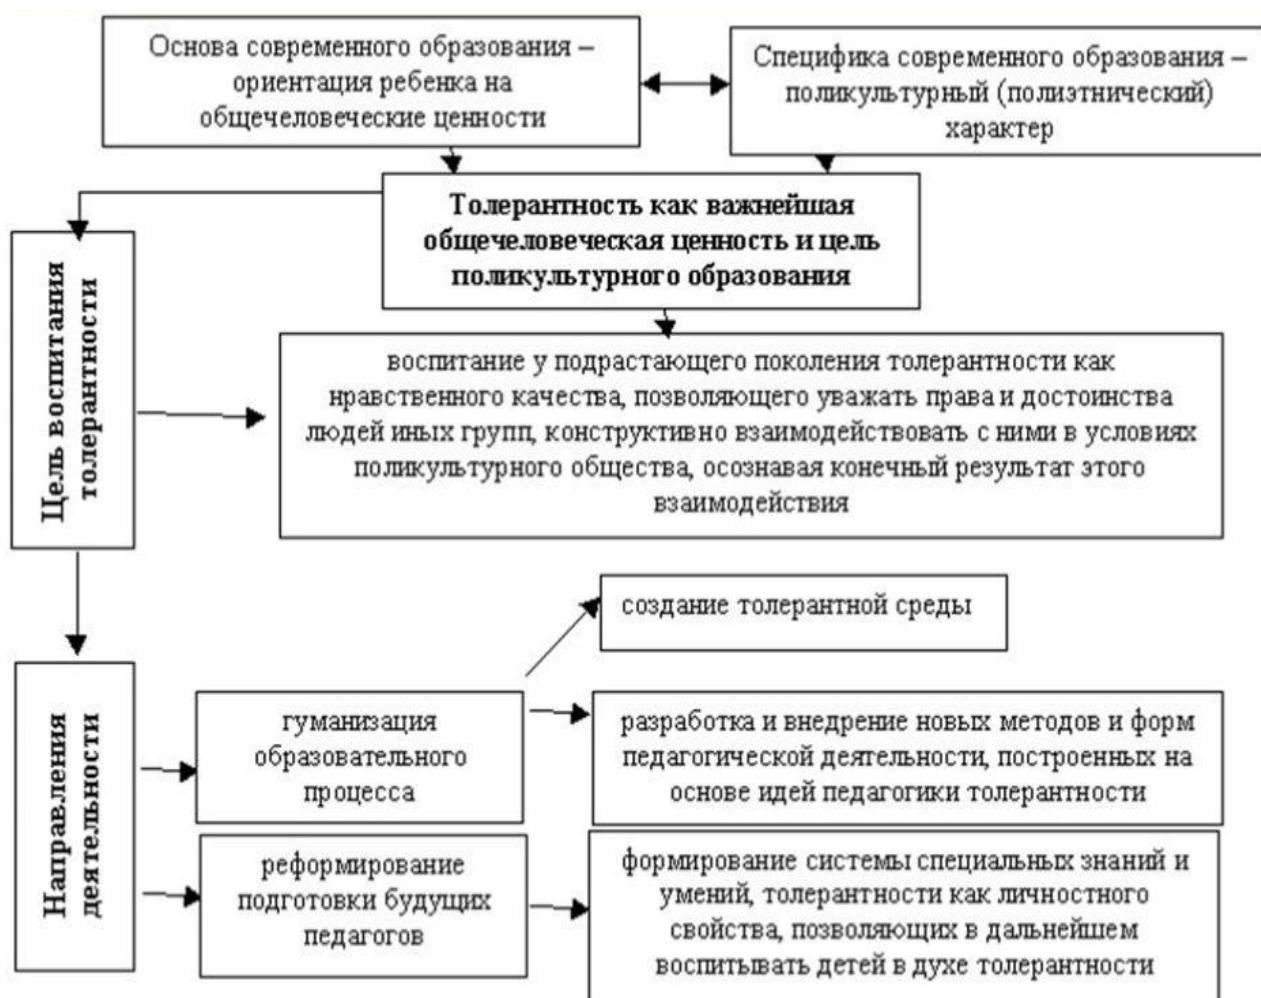 Основа современного образования –
ориентация ребенка на
общечеловеческие ценности
Специфика современного образования –
поликультурный (полиэтнический)
характер
Толерантность как важнейшая
общечеловеческая ценность и цель
поликультурного образования
Цель воспитания
толерантности
воспитание у подрастающего поколения толерантности как
нравственного качества, позволяющего уважать права и достоинства
людей иных групп, конструктивно взаимодействовать с ними в условиях
поликультурного общества, осознавая конечный результат этого
взаимодействия
создание толерантной среды
Направления
деятельности
гуманизация
образовательного
процесса
разработка и внедрение новых методов и форм
педагогической деятельности, построенных на
основе идей педагогики толерантности
реформирование
подготовки будущих
педагогов
формирование системы специальных знаний и
умений, толерантности как личностного
свойства, позволяющих в дальнейшем
воспитывать детей в духе толерантности